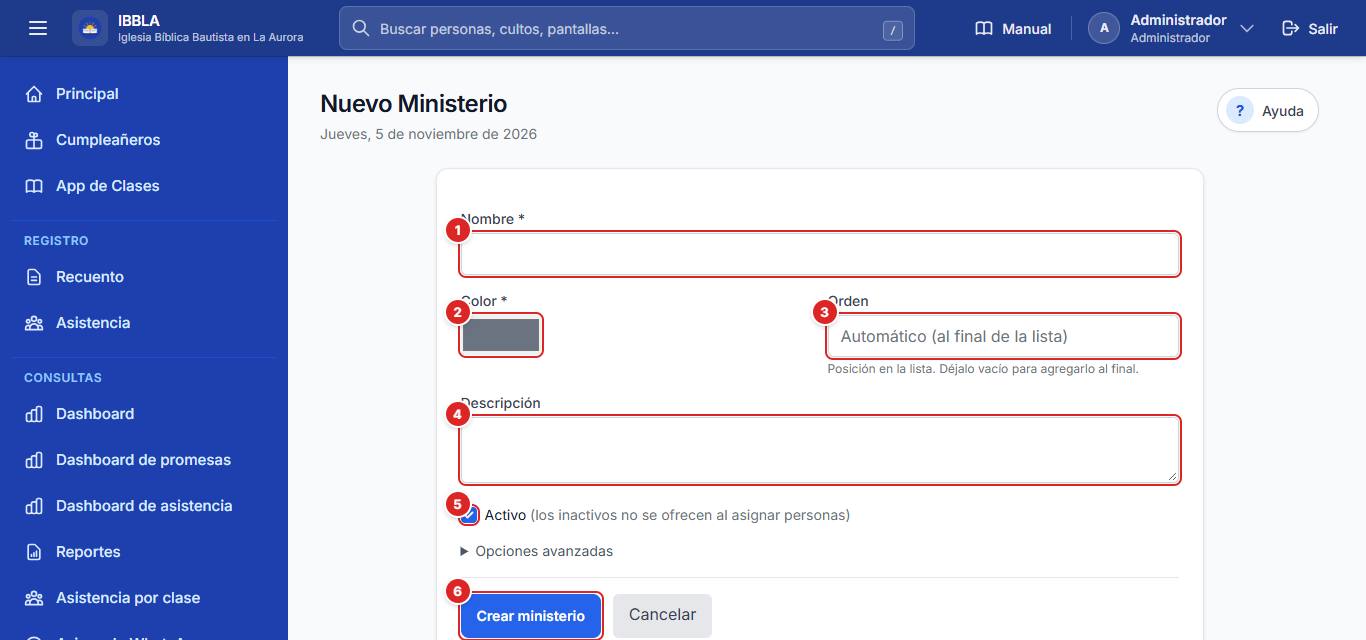 IBBLA
Iglesia Bíblica Bautista en La Aurora
Buscar personas, cultos, pantallas...
/
Manual
A
Administrador
Administrador
Salir
Principal
Cumpleañeros
App de Clases
REGISTRO
Recuento
Asistencia
CONSULTAS
Dashboard
Dashboard de promesas
Dashboard de asistencia
Reportes
Asistencia por clase
Nuevo Ministerio
Jueves, 5 de noviembre de 2026
? Ayuda
Nombre *
1
Color *
2
Orden
3
Automático (al final de la lista)
Posición en la lista. Déjalo vacío para agregarlo al final.
Descripción
4
5
Activo (los inactivos no se ofrecen al asignar personas)
Opciones avanzadas
6
Crear ministerio
Cancelar